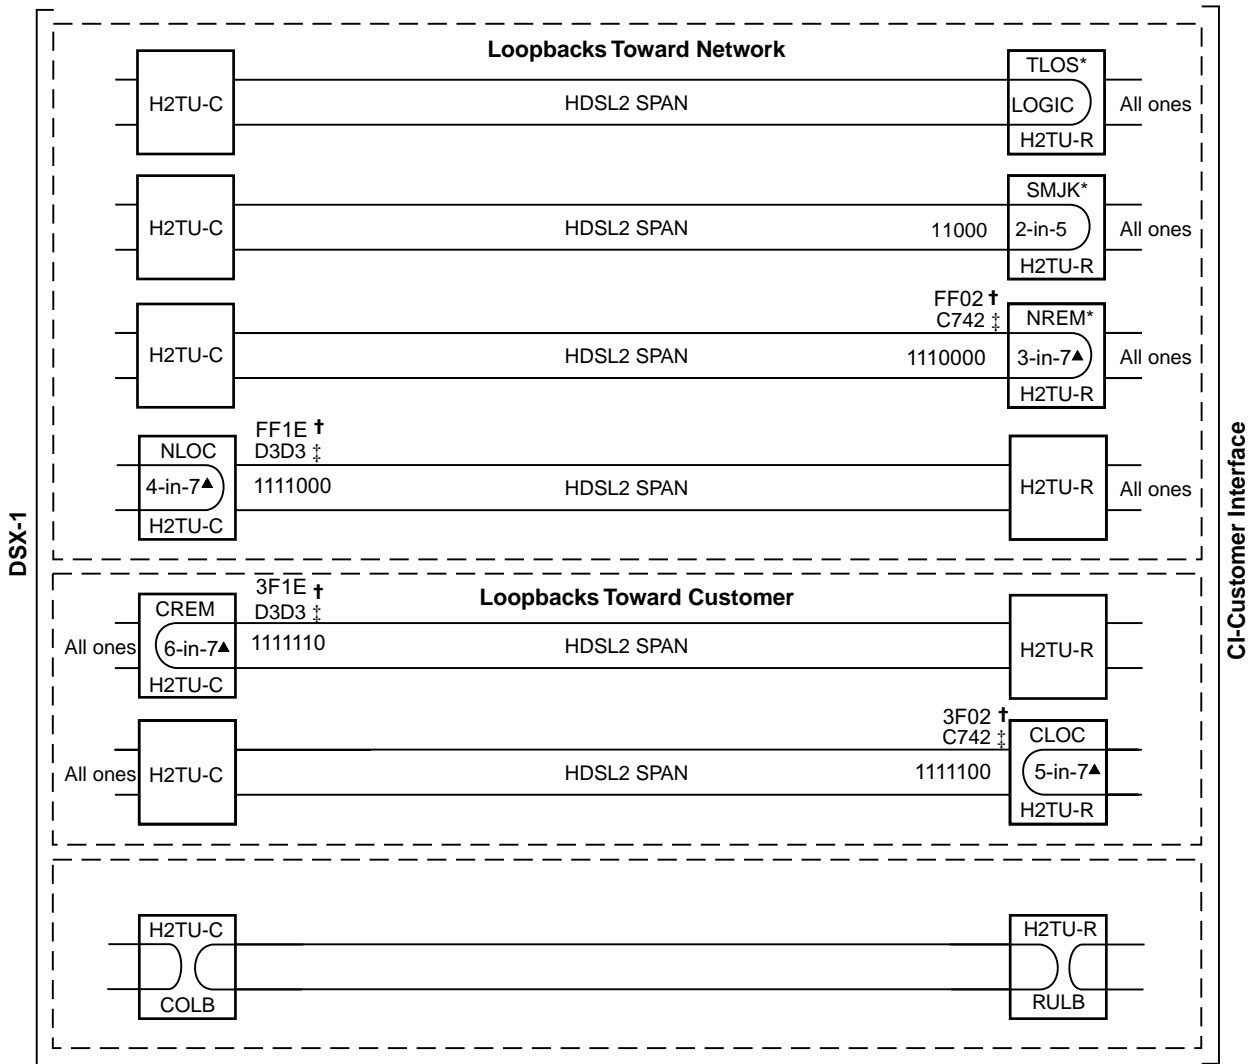 Loopbacks Toward Network
H2TU-C
HDSL2 SPAN
TLOS*
LOGIC
H2TU-R
All ones
H2TU-C
HDSL2 SPAN
11000
SMJK*
2-in-5
H2TU-R
All ones
H2TU-C
HDSL2 SPAN
FF02 †
C742 ‡
1110000
NREM*
3-in-7▲
H2TU-R
All ones
NLOC
4-in-7▲
H2TU-C
FF1E †
D3D3 ‡
1111000
HDSL2 SPAN
H2TU-R
All ones
DSX-1
CI-Customer Interface
Loopbacks Toward Customer
All ones
CREM
6-in-7▲
H2TU-C
3F1E †
D3D3 ‡
1111110
HDSL2 SPAN
H2TU-R
All ones
H2TU-C
HDSL2 SPAN
3F02 †
C742 ‡
1111100
CLOC
5-in-7▲
H2TU-R
H2TU-C
COLB
H2TU-R
RULB